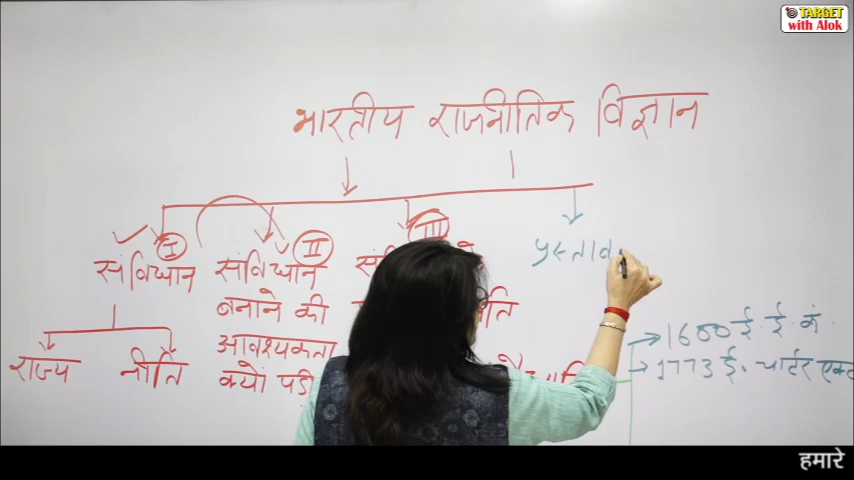 TARGET
with Alok
भारतीय राजनीतिक विज्ञान
I II III
संविधान संविधान
प्रस्ताव
बनाने की
आवश्यकता
क्यों पड़ी
राज्य नीति
1600 ई. ई. कं.
1773 ई. चार्टर एक्ट
हमारे